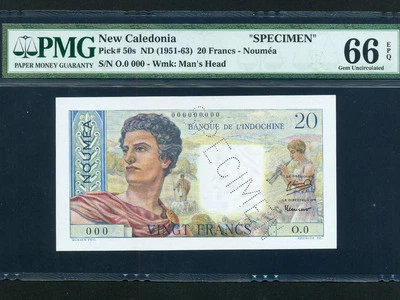 PMG
PAPER MONEY GUARANTY
New Caledonia "SPECIMEN"
Pick# 50s ND (1951-63) 20 Francs - Nouméa
S/N O.0 000 - Wmk: Man's Head
66 EPQ
Gem Uncirculated
000000000
BANQUE DE L'INDOCHINE 20
NOUMÉA
SPECIMEN
000
VINGT FRANCS
O.0